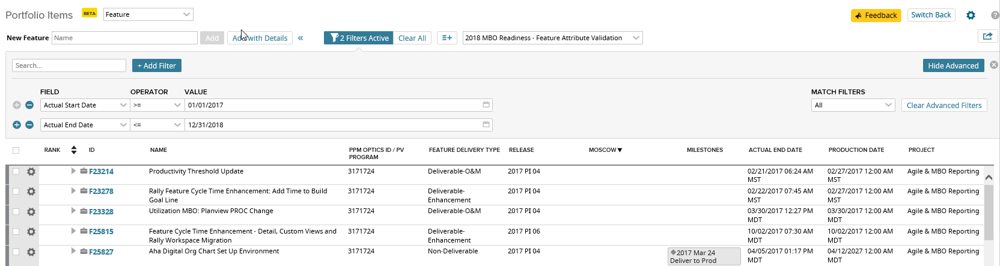 Portfolio Items BETA Feature Feedback Switch Back
New Feature Name Add Add with Details « 2 Filters Active Clear All 2018 MBO Readiness - Feature Attribute Validation
Search... + Add Filter Hide Advanced
FIELD OPERATOR VALUE MATCH FILTERS
Actual Start Date >= 01/01/2017 All Clear Advanced Filters
Actual End Date <= 12/31/2018
RANK ID NAME PPM OPTICS ID / PV FEATURE DELIVERY TYPE RELEASE MOSCOW MILESTONES ACTUAL END DATE PRODUCTION DATE PROJECT
PROGRAM
F23214 Productivity Threshold Update 3171724 Deliverable-O&M 2017 PI 04 02/21/2017 06:24 AM 02/27/2017 12:00 AM Agile & MBO Reporting
MST MST
F23278 Rally Feature Cycle Time Enhancement: Add Time to Build 3171724 Deliverable- 2017 PI 04 02/22/2017 07:45 AM 02/27/2017 12:00 AM Agile & MBO Reporting
Goal Line Enhancement MST MST
F23328 Utilization MBO: Planview PROC Change 3171724 Deliverable-O&M 2017 PI 04 03/30/2017 12:27 PM 03/30/2017 12:00 AM Agile & MBO Reporting
MDT MDT
F25815 Feature Cycle Time Enhancement - Detail, Custom Views and 3171724 Deliverable- 2017 PI 06 10/02/2017 07:30 AM 10/02/2017 12:00 AM Agile & MBO Reporting
Rally Workspace Migration Enhancement MDT MDT
F25827 Aha Digital Org Chart Set Up Environment 3171724 Non-Deliverable 2017 PI 04 2017 Mar 24 04/05/2017 01:17 PM 04/12/2027 12:00 AM Agile & MBO Reporting
Deliver to Prod MDT MDT